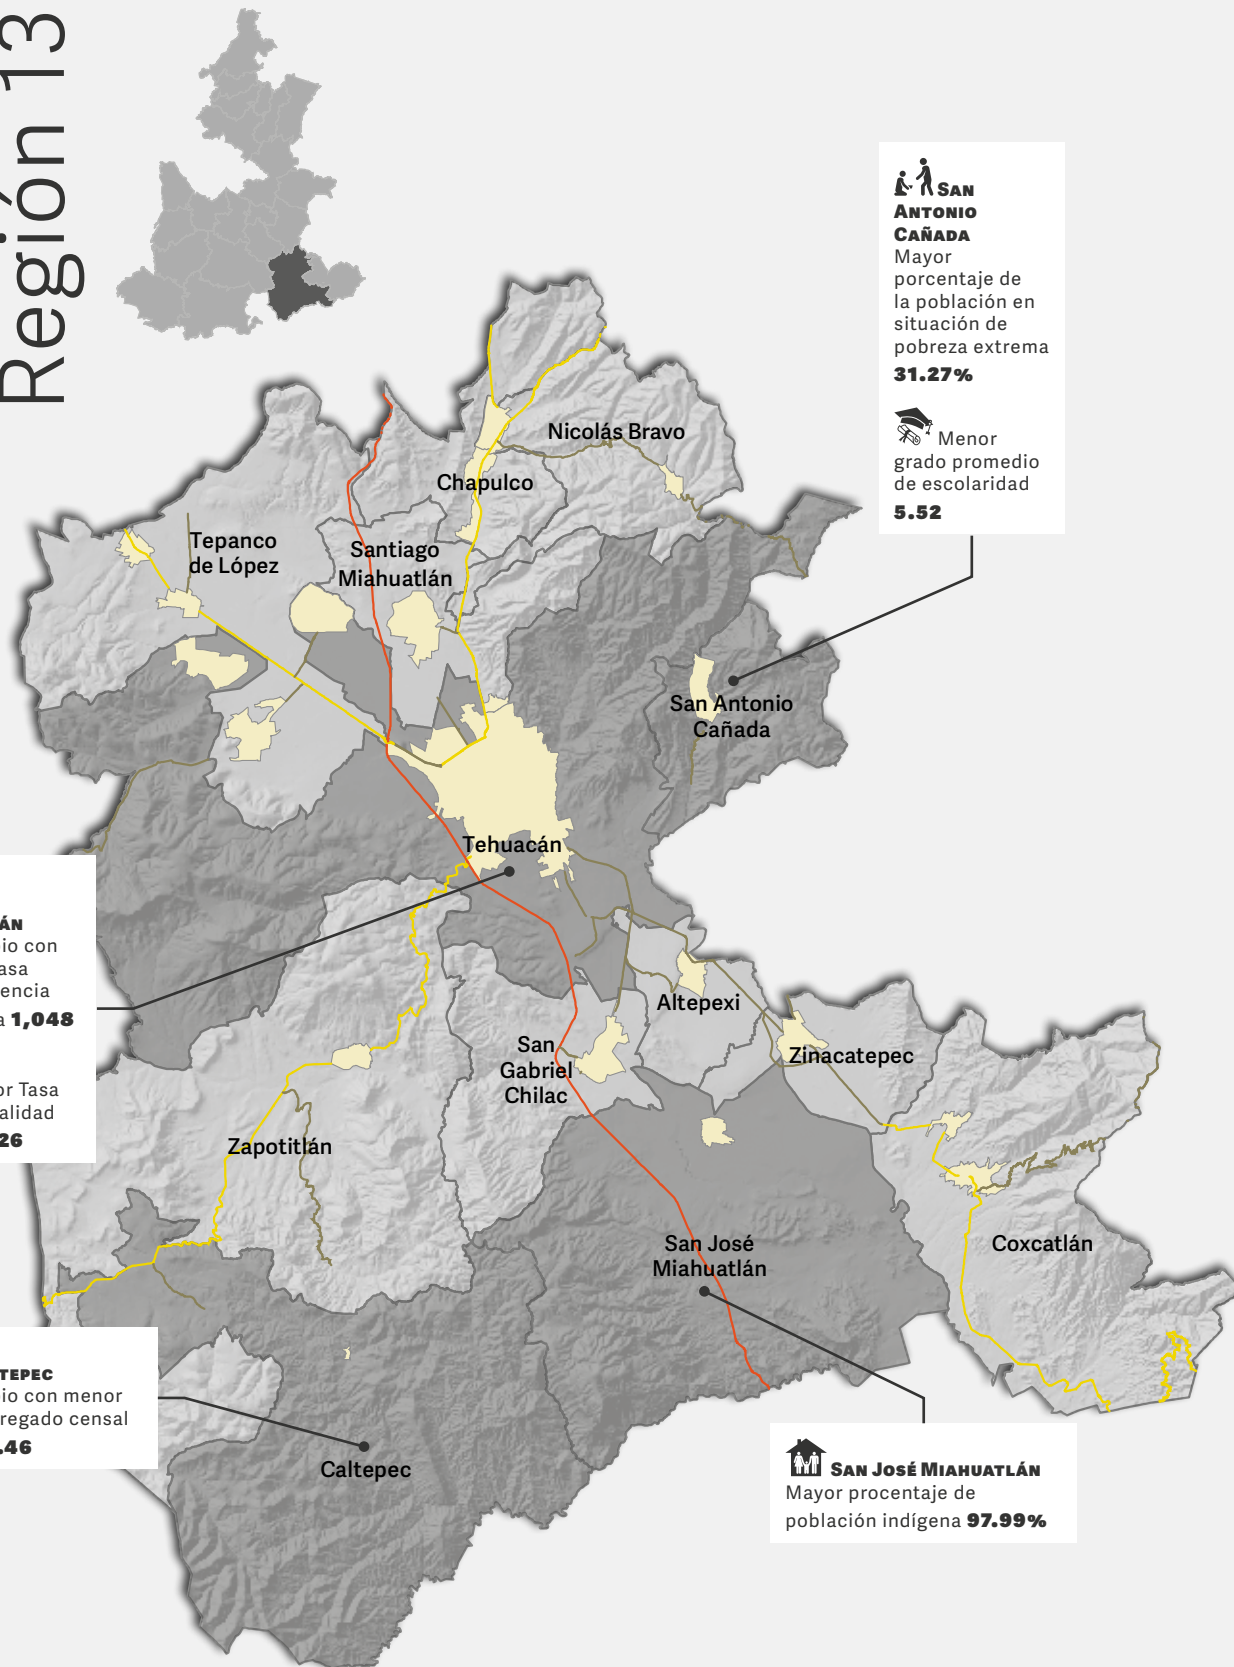 Región 13
SAN
ANTONIO
CAÑADA
Mayor
porcentaje de
la población en
situación de
pobreza extrema
31.27%
Menor
grado promedio
de escolaridad
5.52
Nicolás Bravo
Chapulco
Tepanco
de López
Santiago
Miahuatlán
San Antonio
Cañada
Tehuacán
ÁN
io con
asa
encia
a 1,048
or Tasa
alidad
26
Altepexi
San
Gabriel
Chilac
Zinacatepec
Zapotitlán
San José
Miahuatlán
Coxcatlán
TEPEC
io con menor
regado censal
.46
Caltepec
SAN JOSÉ MIAHUATLÁN
Mayor procentaje de
población indígena 97.99%